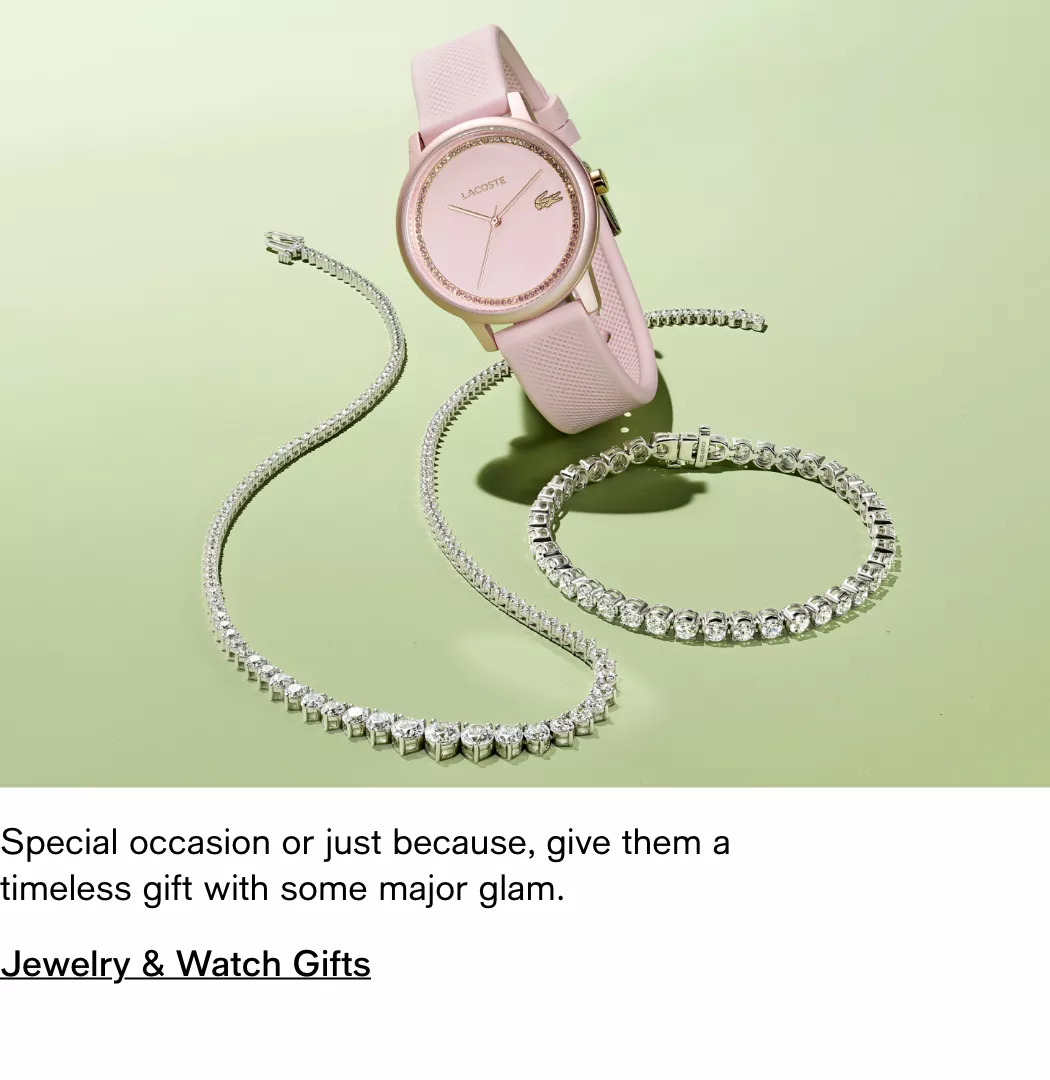 LACOSTE
Special occasion or just because, give them a
timeless gift with some major glam.
Jewelry & Watch Gifts